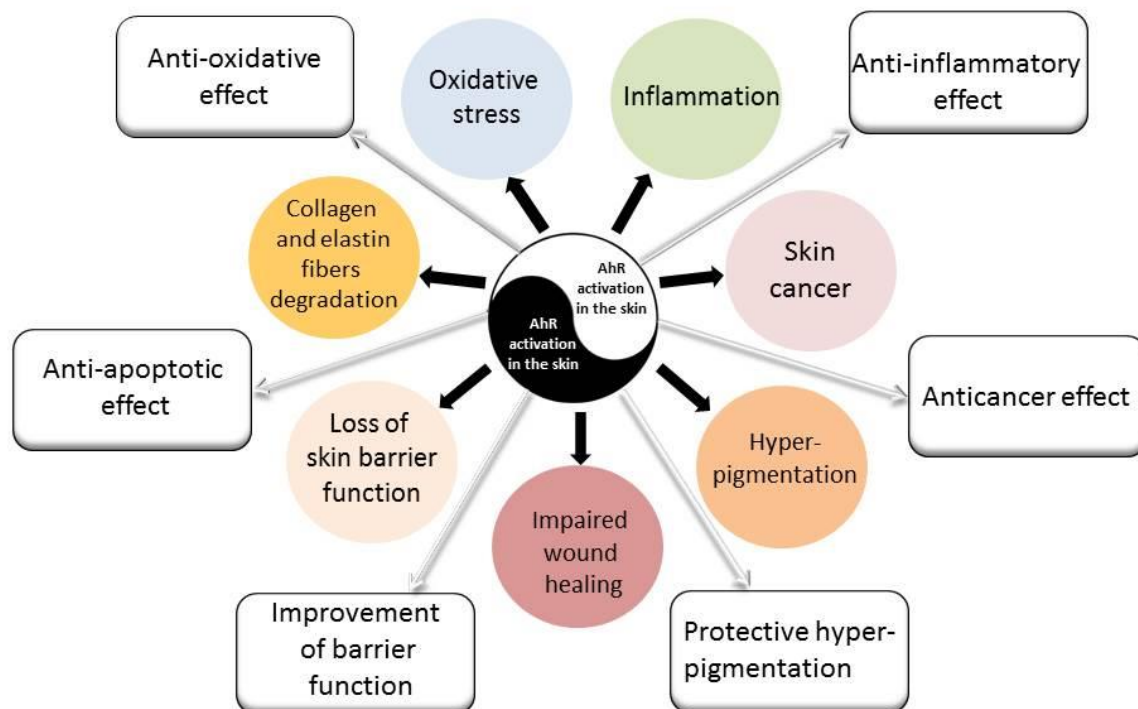 Anti-oxidative
effect
Oxidative
stress
Inflammation
Anti-inflammatory
effect
Collagen
and elastin
fibers
degradation
AhR
activation
in the skin
AhR
activation
in the skin
Skin
cancer
Anti-apoptotic
effect
Loss of
skin barrier
function
Impaired
wound
healing
Hyper-
pigmentation
Anticancer effect
Improvement
of barrier
function
Protective hyper-
pigmentation